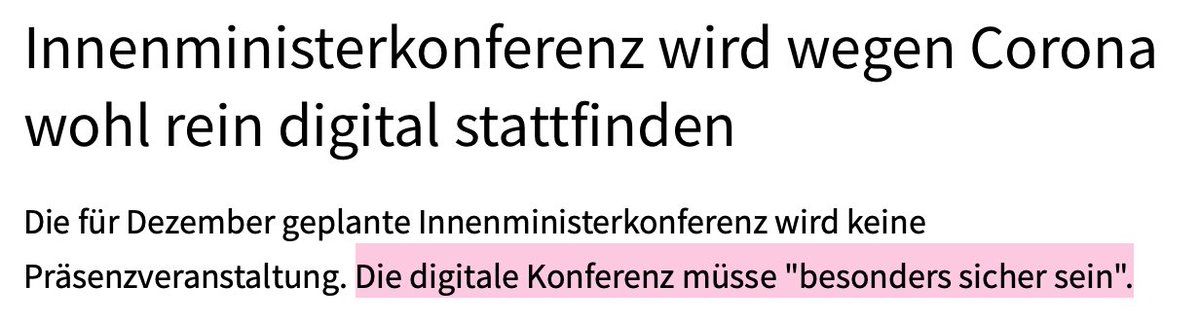 Innenministerkonferenz wird wegen Corona
wohl rein digital stattfinden
Die für Dezember geplante Innenministerkonferenz wird keine
Präsenzveranstaltung. Die digitale Konferenz müsse "besonders sicher sein".